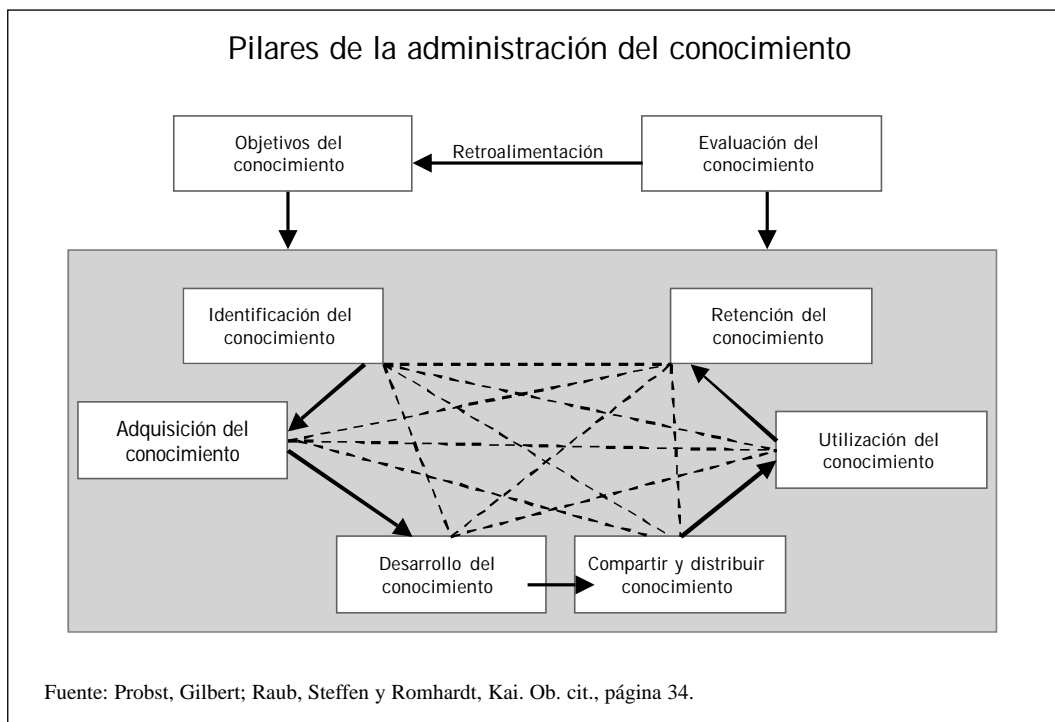 Pilares de la administración del conocimiento
Objetivos del
conocimiento
Retroalimentación
Evaluación del
conocimiento
Identificación del
conocimiento
Retención del
conocimiento
Adquisición del
conocimiento
Utilización del
conocimiento
Desarrollo del
conocimiento
Compartir y distribuir
conocimiento
Fuente: Probst, Gilbert; Raub, Steffen y Romhardt, Kai. Ob. cit., página 34.